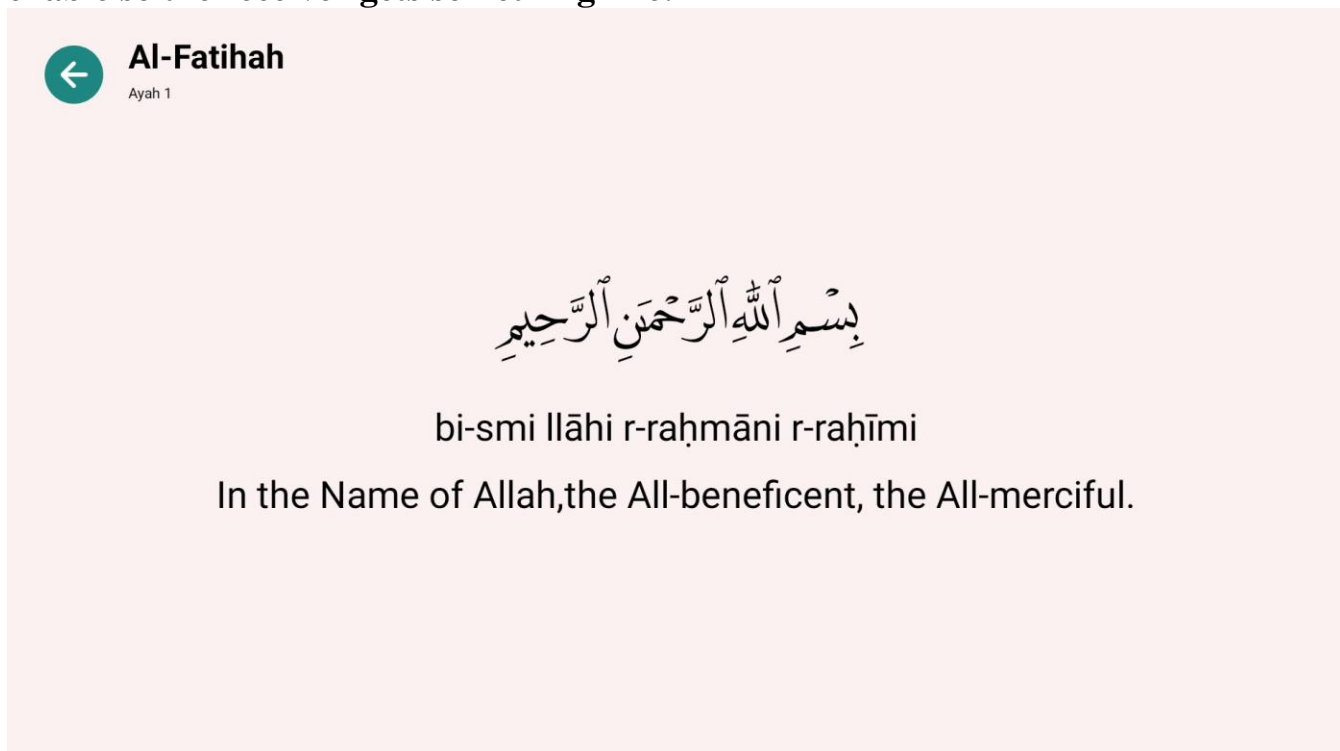 Al-Fatihah
Ayah 1
بِسْمِ ٱللَّهِ ٱلرَّحْمَٰنِ ٱلرَّحِيمِ
bi-smi llāhi r-raḥmāni r-raḥīmi
In the Name of Allah,the All-beneficent, the All-merciful.